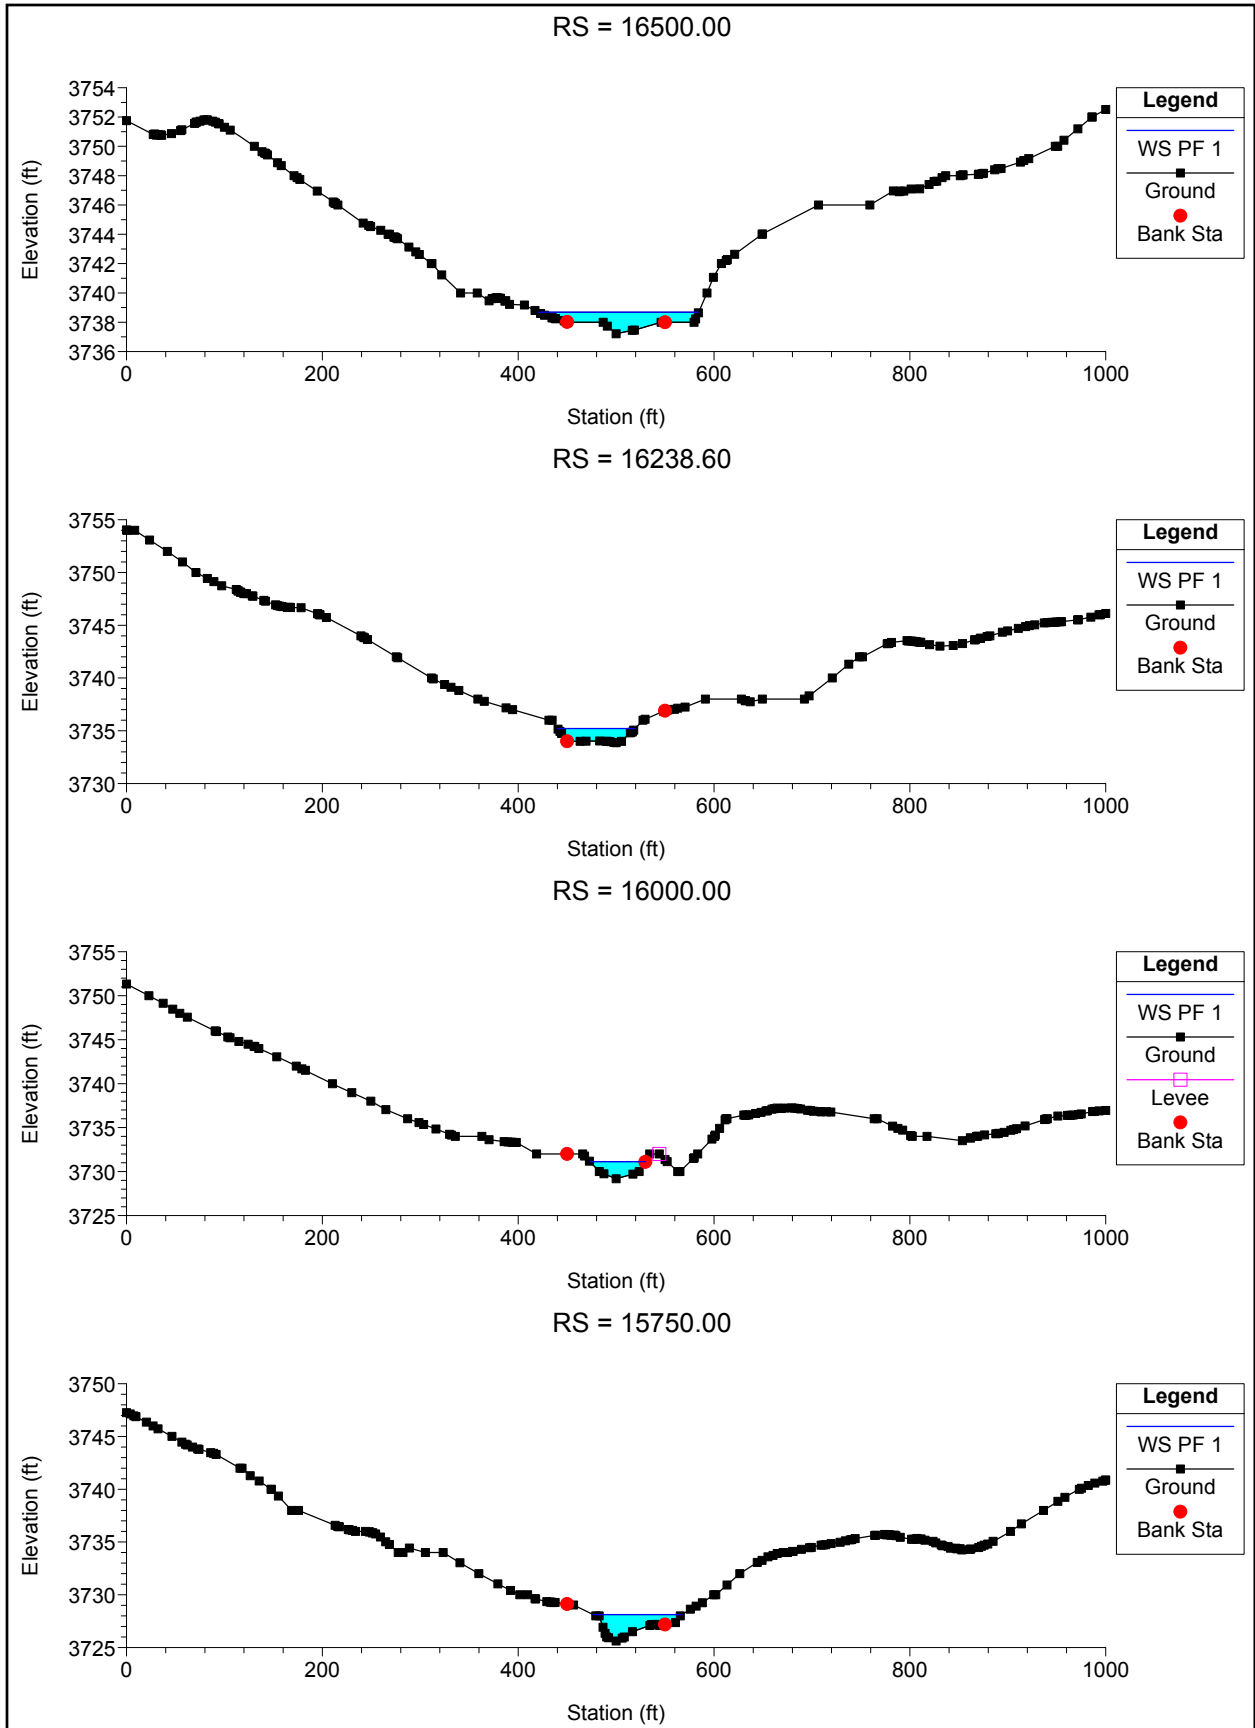 RS = 16500.00
3754
3752
3750
3748
3746
3744
3742
3740
3738
3736
Elevation (ft)
0
200
400
600
800
1000
Station (ft)
Legend
WS PF 1
Ground
Bank Sta
RS = 16238.60
3755
3750
3745
3740
3735
3730
Elevation (ft)
0
200
400
600
800
1000
Station (ft)
Legend
WS PF 1
Ground
Bank Sta
RS = 16000.00
3755
3750
3745
3740
3735
3730
3725
Elevation (ft)
0
200
400
600
800
1000
Station (ft)
Legend
WS PF 1
Ground
Levee
Bank Sta
RS = 15750.00
3750
3745
3740
3735
3730
3725
Elevation (ft)
0
200
400
600
800
1000
Station (ft)
Legend
WS PF 1
Ground
Bank Sta